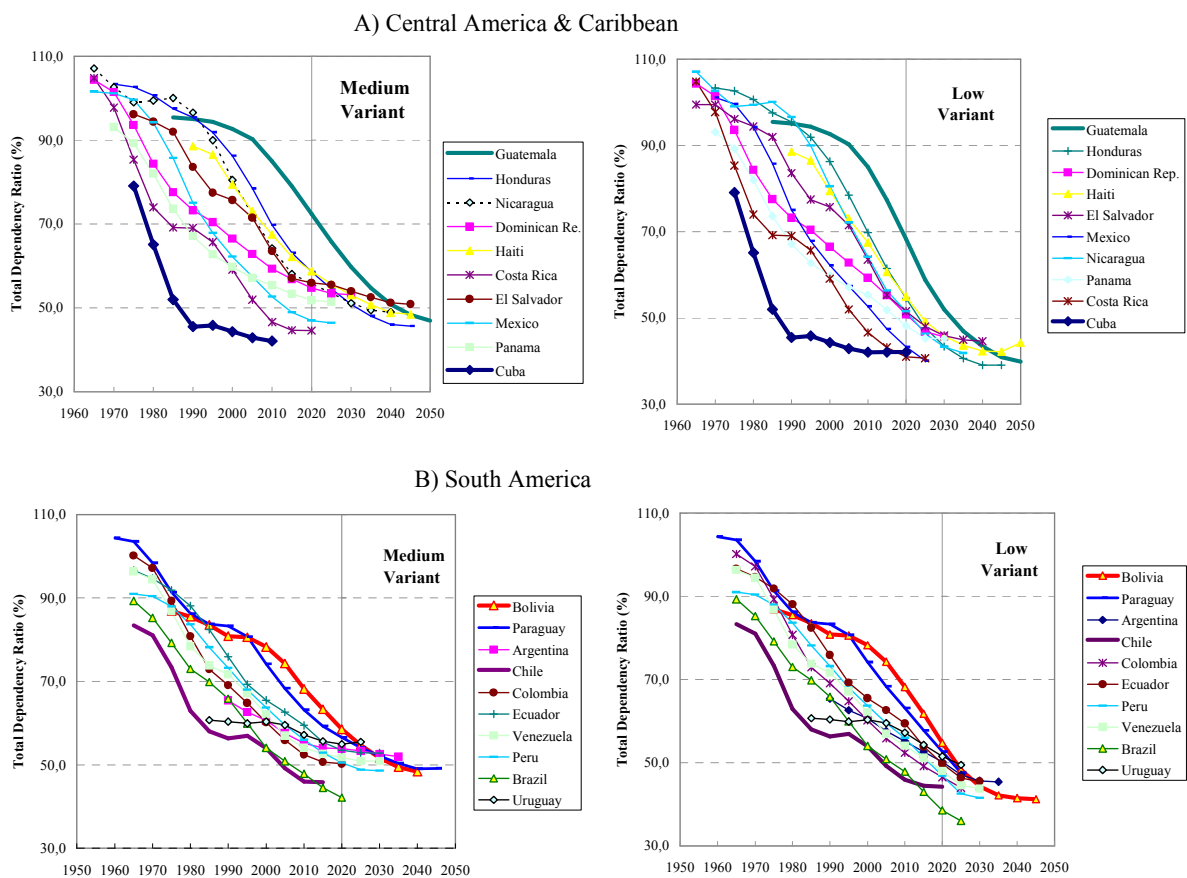 A) Central America & Caribbean
Total Dependency Ratio (%)
110,0
90,0
70,0
50,0
30,0
1960 1970 1980 1990 2000 2010 2020 2030 2040 2050
Medium
Variant
Guatemala
Honduras
Nicaragua
Dominican Re.
Haiti
Costa Rica
El Salvador
Mexico
Panama
Cuba
Total Dependency Ratio (%)
110,0
90,0
70,0
50,0
30,0
1960 1970 1980 1990 2000 2010 2020 2030 2040 2050
Low
Variant
Guatemala
Honduras
Dominican Rep.
Haiti
El Salvador
Mexico
Nicaragua
Panama
Costa Rica
Cuba
B) South America
Total Dependency Ratio (%)
110,0
90,0
70,0
50,0
30,0
1950 1960 1970 1980 1990 2000 2010 2020 2030 2040 2050
Medium
Variant
Bolivia
Paraguay
Argentina
Chile
Colombia
Ecuador
Venezuela
Peru
Brazil
Uruguay
Total Dependency Ratio (%)
110,0
90,0
70,0
50,0
30,0
1950 1960 1970 1980 1990 2000 2010 2020 2030 2040 2050
Low
Variant
Bolivia
Paraguay
Argentina
Chile
Colombia
Ecuador
Peru
Venezuela
Brazil
Uruguay